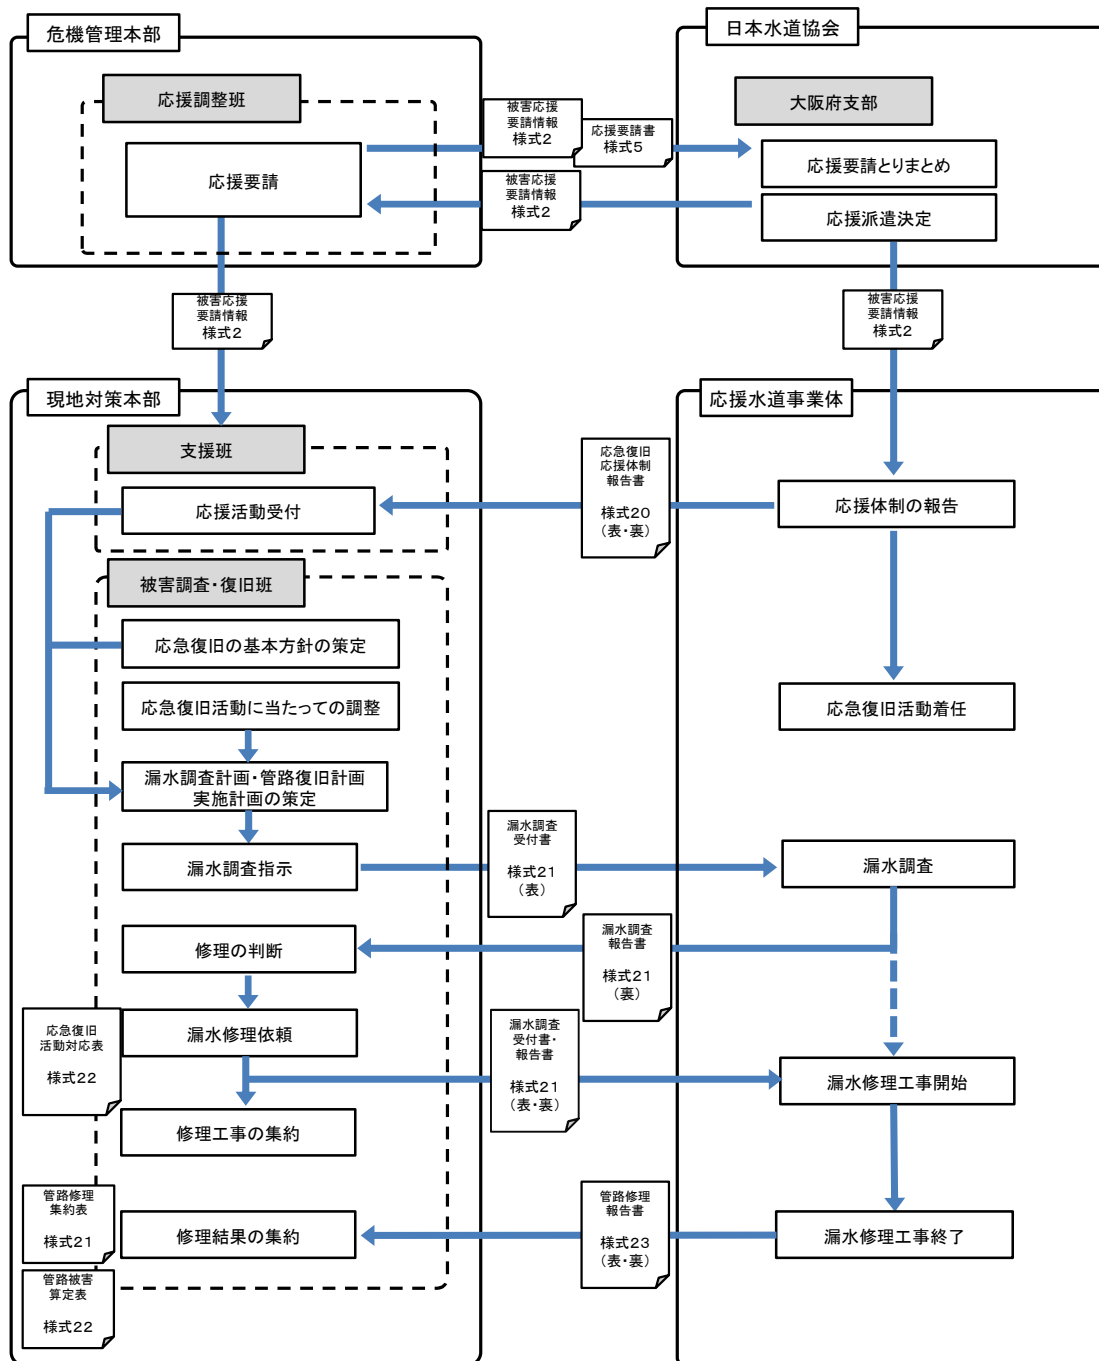 危機管理本部
日本水道協会
応援調整班
大阪府支部
被害応援
要請情報
様式2
応援要請書
様式5
応援要請
応援要請とりまとめ
被害応援
要請情報
様式2
応援派遣決定
被害応援
要請情報
様式2
被害応援
要請情報
様式2
現地対策本部
応援水道事業体
支援班
応急復旧
応援体制
報告書
様式20
(表・裏)
応援活動受付
応援体制の報告
被害調査・復旧班
応急復旧の基本方針の策定
応急復旧活動に当たっての調整
応急復旧活動着任
漏水調査計画・管路復旧計画
実施計画の策定
漏水調査
受付書
様式21
(表)
漏水調査指示
漏水調査
漏水調査
報告書
様式21
(裏)
修理の判断
応急復旧
活動対応表
様式22
漏水修理依頼
漏水調査
受付書・
報告書
様式21
(表・裏)
漏水修理工事開始
修理工事の集約
管路修理
集約表
様式21
修理結果の集約
管路修理
報告書
様式23
(表・裏)
漏水修理工事終了
管路被害
算定表
様式22